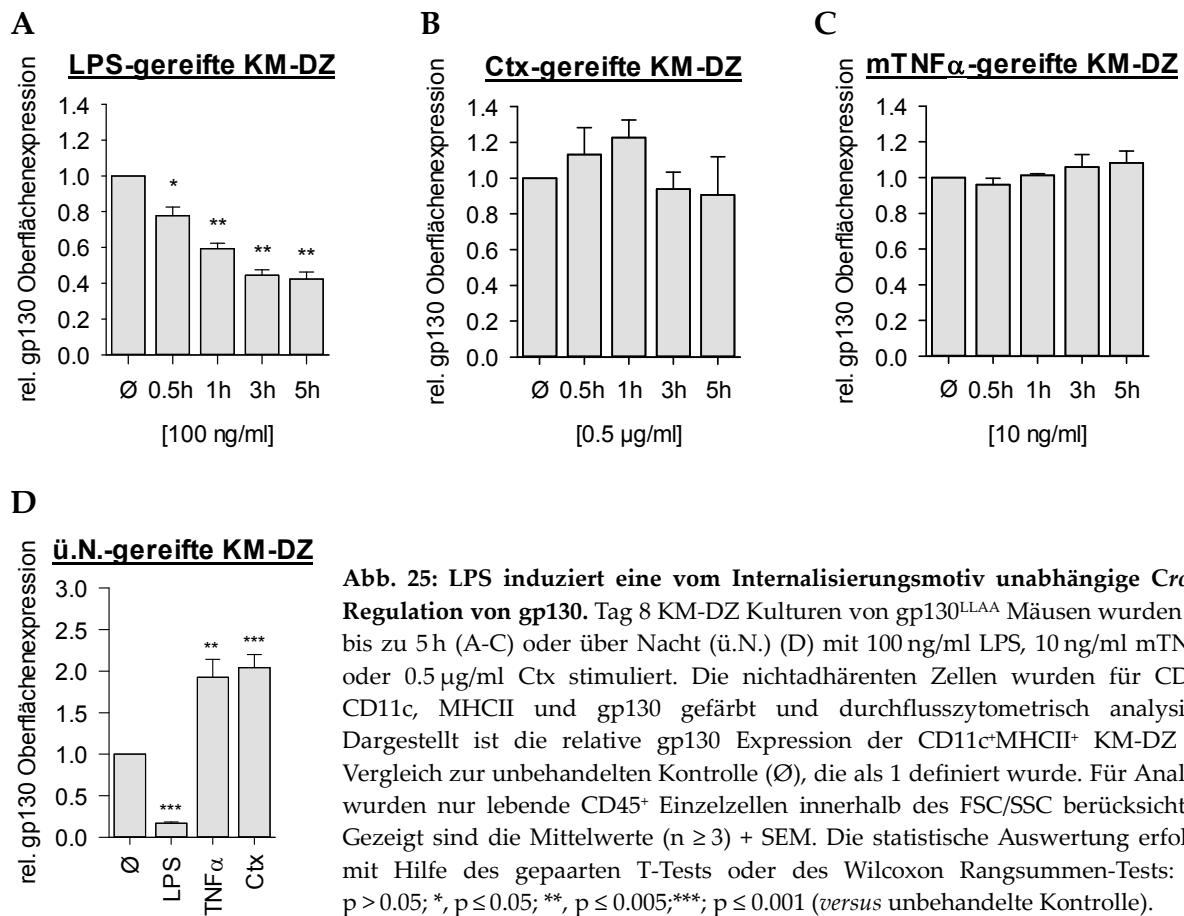 A
LPS-gereifte KM-DZ
rel. gp130 Oberflächenexpression
1.4
1.2
1.0
0.8
0.6
0.4
0.2
0.0
*
**
**
**
Ø 0.5h 1h 3h 5h
[100 ng/ml]
B
Ctx-gereifte KM-DZ
rel. gp130 Oberflächenexpression
1.4
1.2
1.0
0.8
0.6
0.4
0.2
0.0
Ø 0.5h 1h 3h 5h
[0.5 µg/ml]
C
mTNFα-gereifte KM-DZ
rel. gp130 Oberflächenexpression
1.4
1.2
1.0
0.8
0.6
0.4
0.2
0.0
Ø 0.5h 1h 3h 5h
[10 ng/ml]
D
ü.N.-gereifte KM-DZ
rel. gp130 Oberflächenexpression
3.0
2.5
2.0
1.5
1.0
0.5
0.0
***
**
***
Ø LPS TNFα Ctx
Abb. 25: LPS induziert eine vom Internalisierungsmotiv unabhängige Cro
Regulation von gp130. Tag 8 KM-DZ Kulturen von gp130LLAA Mäusen wurden
bis zu 5 h (A-C) oder über Nacht (ü.N.) (D) mit 100 ng/ml LPS, 10 ng/ml mTN
oder 0.5 µg/ml Ctx stimuliert. Die nichtadhärenten Zellen wurden für CD
CD11c, MHCII und gp130 gefärbt und durchflusszytometrisch analysi
Dargestellt ist die relative gp130 Expression der CD11c+MHCII+ KM-DZ
Vergleich zur unbehandelten Kontrolle (Ø), die als 1 definiert wurde. Für Anal
wurden nur lebende CD45+ Einzelzellen innerhalb des FSC/SSC berücksicht
Gezeigt sind die Mittelwerte (n ≥ 3) + SEM. Die statistische Auswertung erfol
mit Hilfe des gepaarten T-Tests oder des Wilcoxon Rangsummen-Tests:
p > 0.05; *, p ≤ 0.05; **, p ≤ 0.005;***; p ≤ 0.001 (versus unbehandelte Kontrolle).